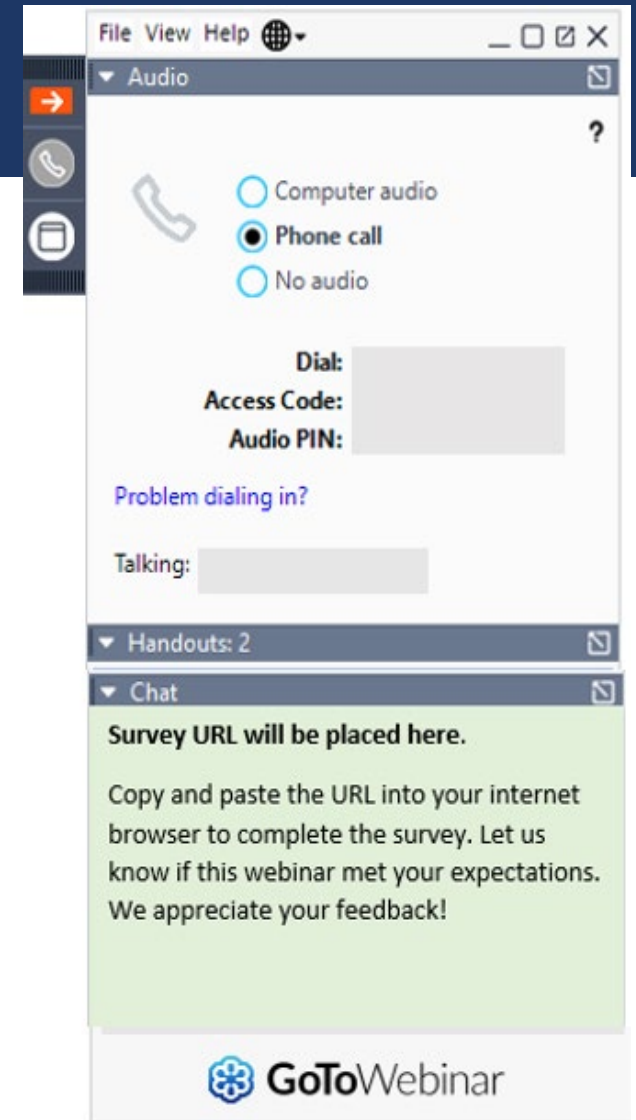 File View Help
Audio
?
Computer audio
Phone call
No audio
Dial:
Access Code:
Audio PIN:
Problem dialing in?
Talking:
Handouts: 2
Chat
Survey URL will be placed here.
Copy and paste the URL into your internet
browser to complete the survey. Let us
know if this webinar met your expectations.
We appreciate your feedback!
GoToWebinar